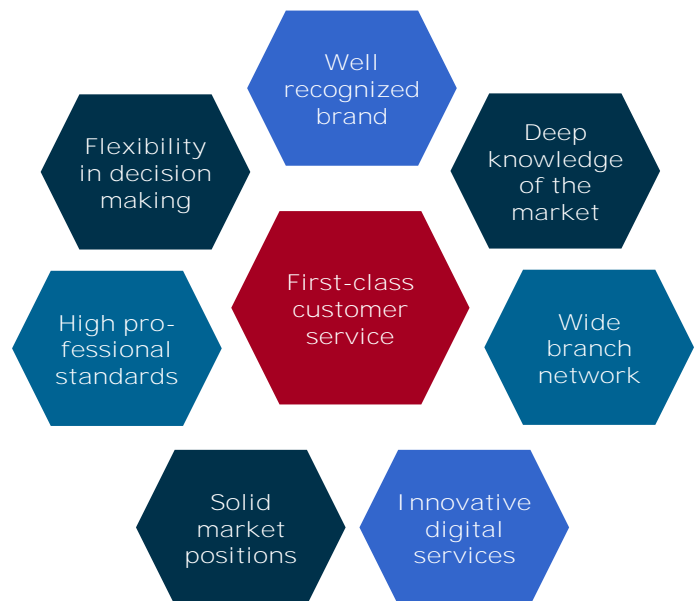 Well
recognized
brand
Flexibility
in decision
making
Deep
knowledge
of the
market
First-class
customer
service
High pro-
fessional
standards
Wide
branch
network
Solid
market
positions
Innovative
digital
services